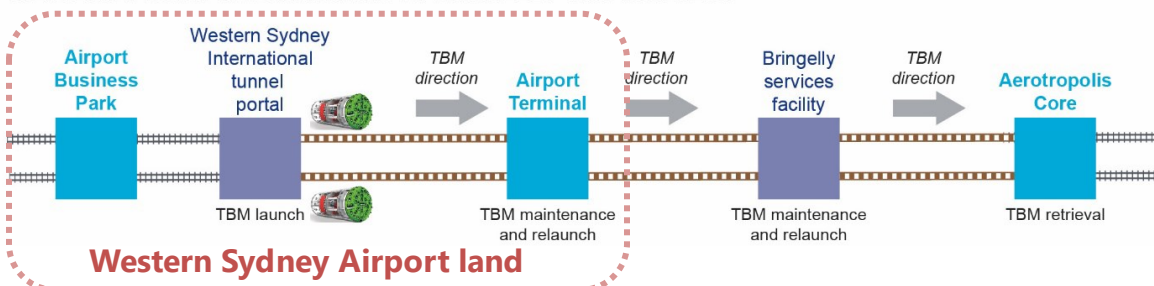 Airport
Business
Park
Western Sydney
International
tunnel
portal
TBM launch
TBM
direction
Airport
Terminal
TBM maintenance
and relaunch
TBM
direction
Bringelly
services
facility
TBM maintenance
and relaunch
TBM
direction
Aerotropolis
Core
TBM retrieval
Western Sydney Airport land